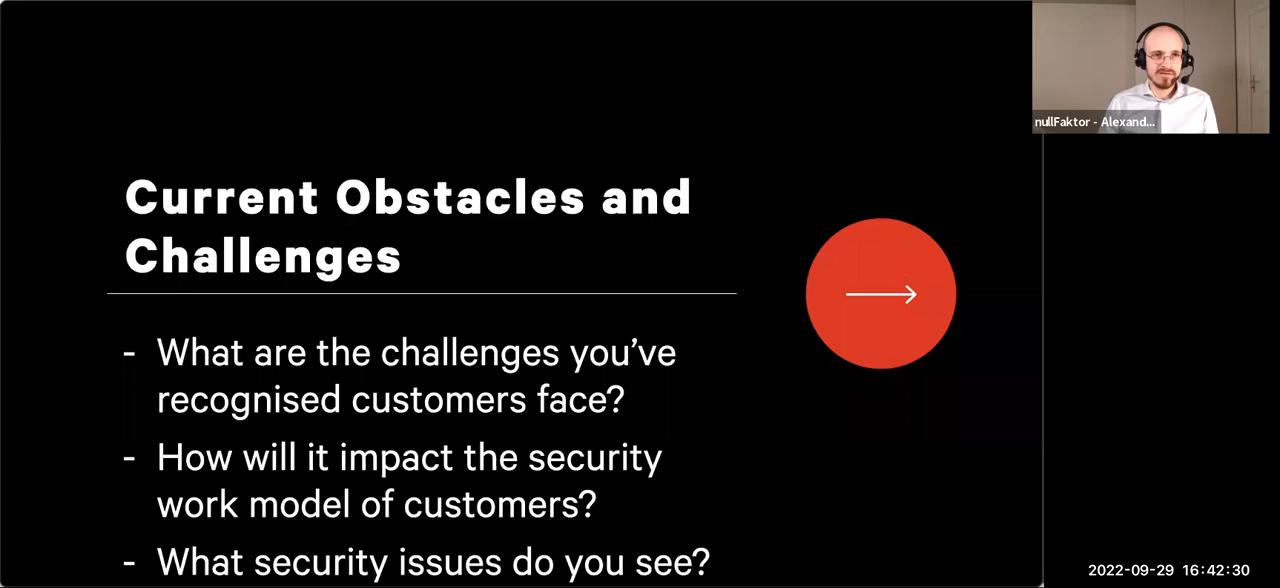 nullFaktor - Alexand...
Current Obstacles and
Challenges
- What are the challenges you’ve
recognised customers face?
- How will it impact the security
work model of customers?
- What security issues do you see?
2022-09-29 16:42:30